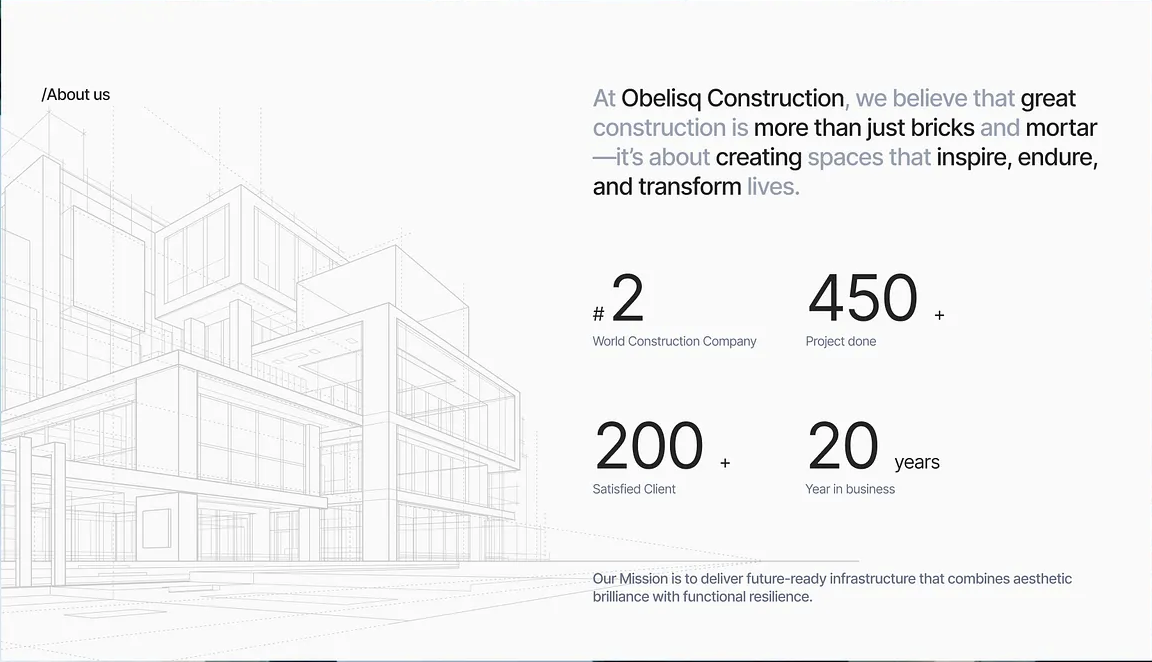 /About us
At Obelisq Construction, we believe that great
construction is more than just bricks and mortar
—it’s about creating spaces that inspire, endure,
and transform lives.
#2
World Construction Company
450 +
Project done
200 +
Satisfied Client
20 years
Year in business
Our Mission is to deliver future-ready infrastructure that combines aesthetic
brilliance with functional resilience.